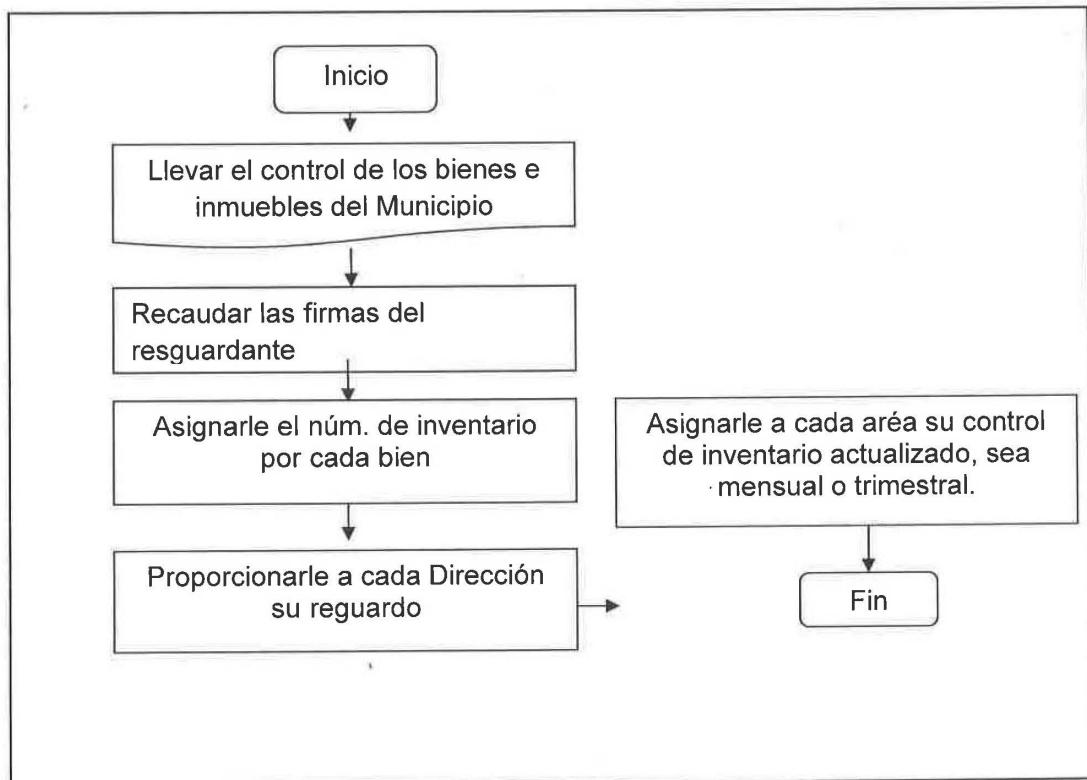 Inicio
Llevar el control de los bienes e
inmuebles del Municipio
Recaudar las firmas del
resguardante
Asignarle el núm. de inventario
por cada bien
Proporcionarle a cada Dirección
su reguardo
Asignarle a cada aréa su control
de inventario actualizado, sea
mensual o trimestral.
Fin